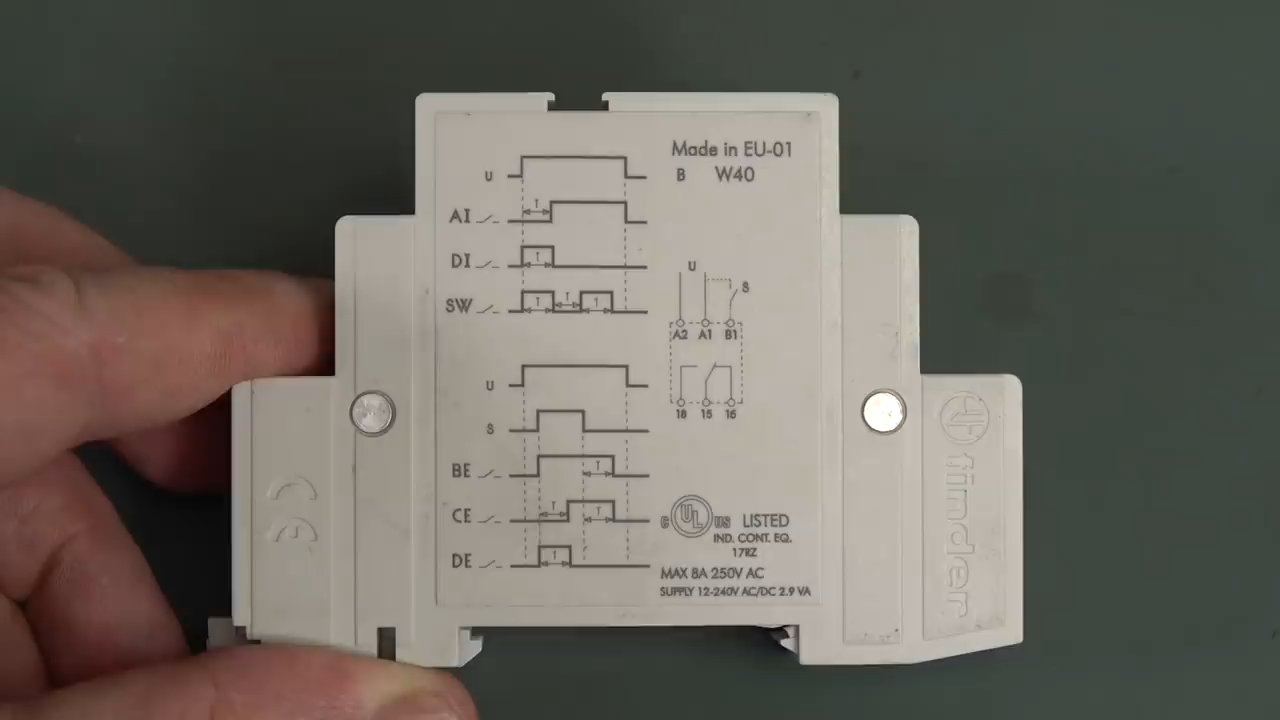 Made in EU-01
B W40
U
AI
T
DI
T
SW
T T T
U
S
BE
T
CE
T T
DE
T
U
S
A2 A1 B1
18 15 16
C UL US LISTED
IND. CONT. EQ.
17RZ
MAX 8A 250V AC
SUPPLY 12-240V AC/DC 2.9 VA
CE
finder